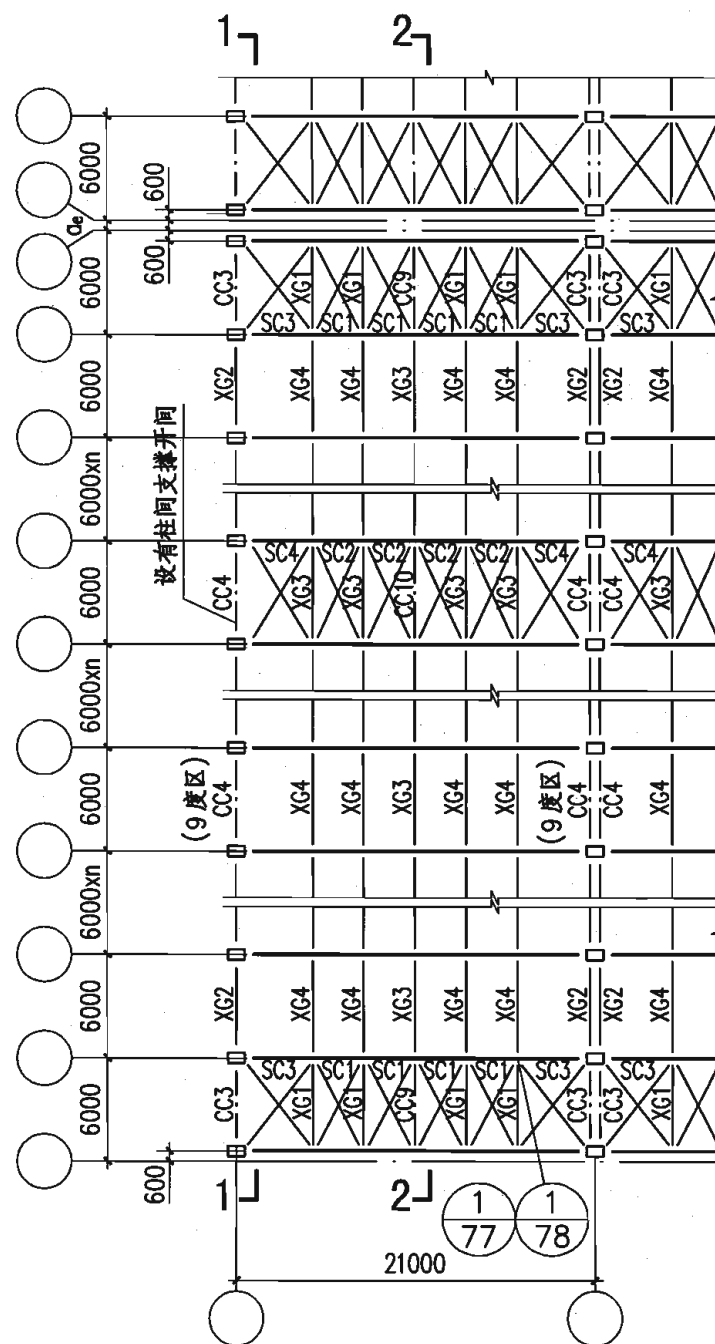 1 2
6000
600
ae
600
6000
CC3 XG1 XG1 CC9 XG1 XG1 CC3 CC3 XG1
SC3 SC1 SC1 SC1 SC1 SC3 SC3
6000
XG2 XG4 XG4 XG3 XG4 XG4 XG2 XG2 XG4
设有柱间支撑开间
6000xn
SC4 SC2 SC2 SC2 SC2 SC4 SC4
6000
CC4 XG3 XG3 CC10 XG3 XG3 CC4 CC4 XG3
6000xn
(9度区) (9度区)
6000
CC4 XG4 XG4 XG3 XG4 XG4 CC4 CC4 XG4
6000xn
6000
XG2 XG4 XG4 XG3 XG4 XG4 XG2 XG2 XG4
SC3 SC1 SC1 SC1 SC1 SC3 SC3
6000
CC3 XG1 XG1 CC9 XG1 XG1 CC3 CC3 XG1
600
1 2
1 1
77 78
21000